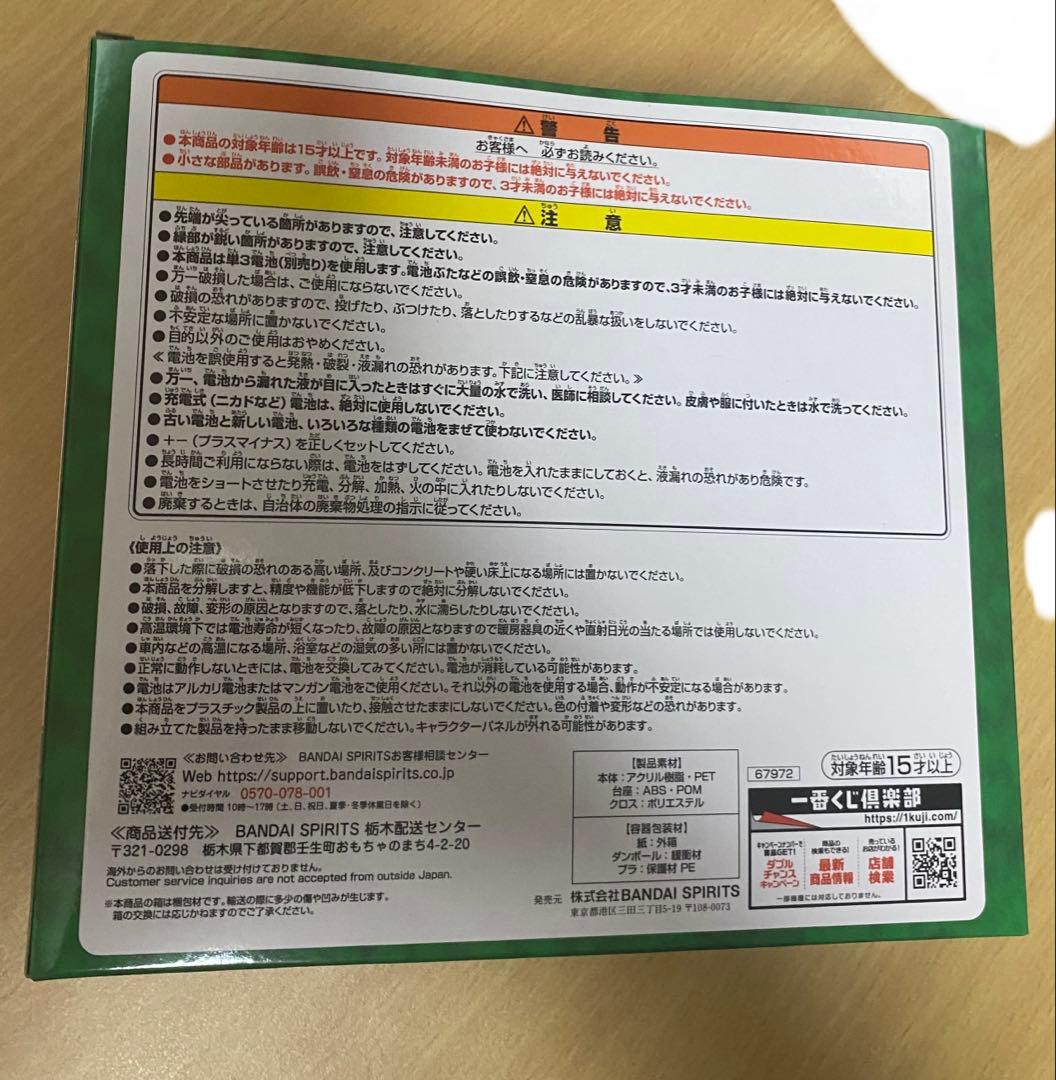 ⚠警告
お客様へ 必ずお読みください。
●本商品の対象年齢は15才以上です。対象年齢未満のお子様には絶対に与えないでください。
●小さな部品があります。誤飲・窒息の危険がありますので、3才未満のお子様には絶対に与えないでください。
⚠注意
●先端が尖っている箇所がありますので、注意してください。
●縁部が鋭い箇所がありますので、注意してください。
●本商品は単3電池(別売り)を使用します。電池ぶたなどの誤飲・窒息の危険がありますので、3才未満のお子様には絶対に与えないでください。
●万一破損した場合は、ご使用にならないでください。
●破損の恐れがありますので、投げたり、ぶつけたり、落としたりするなどの乱暴な扱いをしないでください。
●不安定な場所に置かないでください。
●目的以外のご使用はおやめください。
≪電池を誤使用すると発熱・破裂・液漏れの恐れがあります。下記に注意してください。≫
●万一、電池から漏れた液が目に入ったときはすぐに大量の水で洗い、医師に相談してください。皮膚や服に付いたときは水で洗ってください。
●充電式(ニカドなど)電池は、絶対に使用しないでください。
●古い電池と新しい電池、いろいろな種類の電池をまぜて使わないでください。
●+−(プラスマイナス)を正しくセットしてください。
●長時間ご利用にならない際は、電池をはずしてください。電池を入れたままにしておくと、液漏れの恐れがあり危険です。
●電池をショートさせたり充電、分解、加熱、火の中に入れたりしないでください。
●廃棄するときは、自治体の廃棄物処理の指示に従ってください。
《使用上の注意》
●落下した際に破損の恐れのある高い場所、及びコンクリートや硬い床上になる場所には置かないでください。
●本商品を分解しますと、精度や機能が低下しますので絶対に分解しないでください。
●破損、故障、変形の原因となりますので、落としたり、水に濡らしたりしないでください。
●高温環境下では電池寿命が短くなったり、故障の原因となりますので暖房器具の近くや直射日光の当たる場所では使用しないでください。
●車内などの高温になる場所、浴室などの湿気の多い所には置かないでください。
●正常に動作しないときには、電池を交換してみてください。電池が消耗している可能性があります。
●電池はアルカリ電池またはマンガン電池をご使用ください。それ以外の電池を使用する場合、動作が不安定になる場合があります。
●本商品をプラスチック製品の上に置いたり、接触させたままにしないでください。色の付着や変形などの恐れがあります。
●組み立てた製品を持ったまま移動しないでください。キャラクターパネルが外れる可能性があります。
≪お問い合わせ先≫ BANDAI SPIRITSお客様相談センター
Web https://support.bandaispirits.co.jp
ナビダイヤル 0570-078-001
●受付時間 10時〜17時(土、日、祝日、夏季・冬季休業日を除く)
≪商品送付先≫ BANDAI SPIRITS 栃木配送センター
〒321-0298 栃木県下都賀郡壬生町おもちゃのまち4-2-20
海外からのお問い合わせは受け付けておりません。
Customer service inquiries are not accepted from outside Japan.
※本商品の箱は梱包材です。輸送の際に多少の傷や凹みが生じます。
箱の交換には応じかねますのでご了承ください。
【製品素材】
本体:アクリル樹脂・PET
台座:ABS・POM
クロス:ポリエステル
【容器包装材】
紙:外箱
ダンボール:緩衝材
プラ:保護材 PE
発売元 株式会社BANDAI SPIRITS
東京都港区三田三丁目5-19 〒108-0073
67972
対象年齢15才以上
一番くじ倶楽部
https://1kuji.com/
キャンペーンナンバーで賞品GET!
ダブルチャンスキャンペーン
商品の検索もできる!
最新商品情報
売っているお店がわかる!
店舗検索
一部機種には対応しておりません。